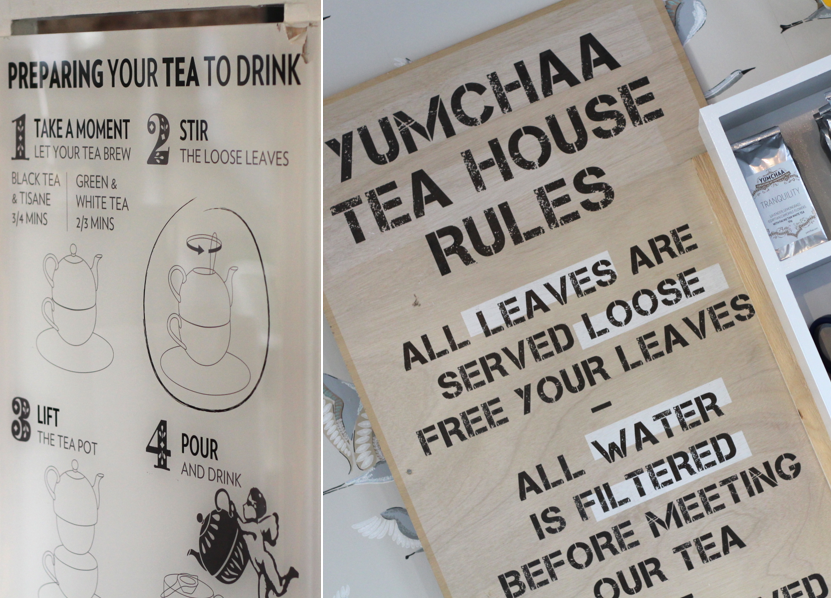 PREPARING YOUR TEA TO DRINK
1 TAKE A MOMENT
LET YOUR TEA BREW
BLACK TEA
& TISANE
3/4 MINS
GREEN &
WHITE TEA
2/3 MINS
2 STIR
THE LOOSE LEAVES
3 LIFT
THE TEA POT
4 POUR
AND DRINK
YUMCHAA
TEA HOUSE
RULES
ALL LEAVES ARE
SERVED LOOSE
FREE YOUR LEAVES
–
ALL WATER
IS FILTERED
BEFORE MEETING
OUR TEA
YUMCHAA
TRANQUILITY